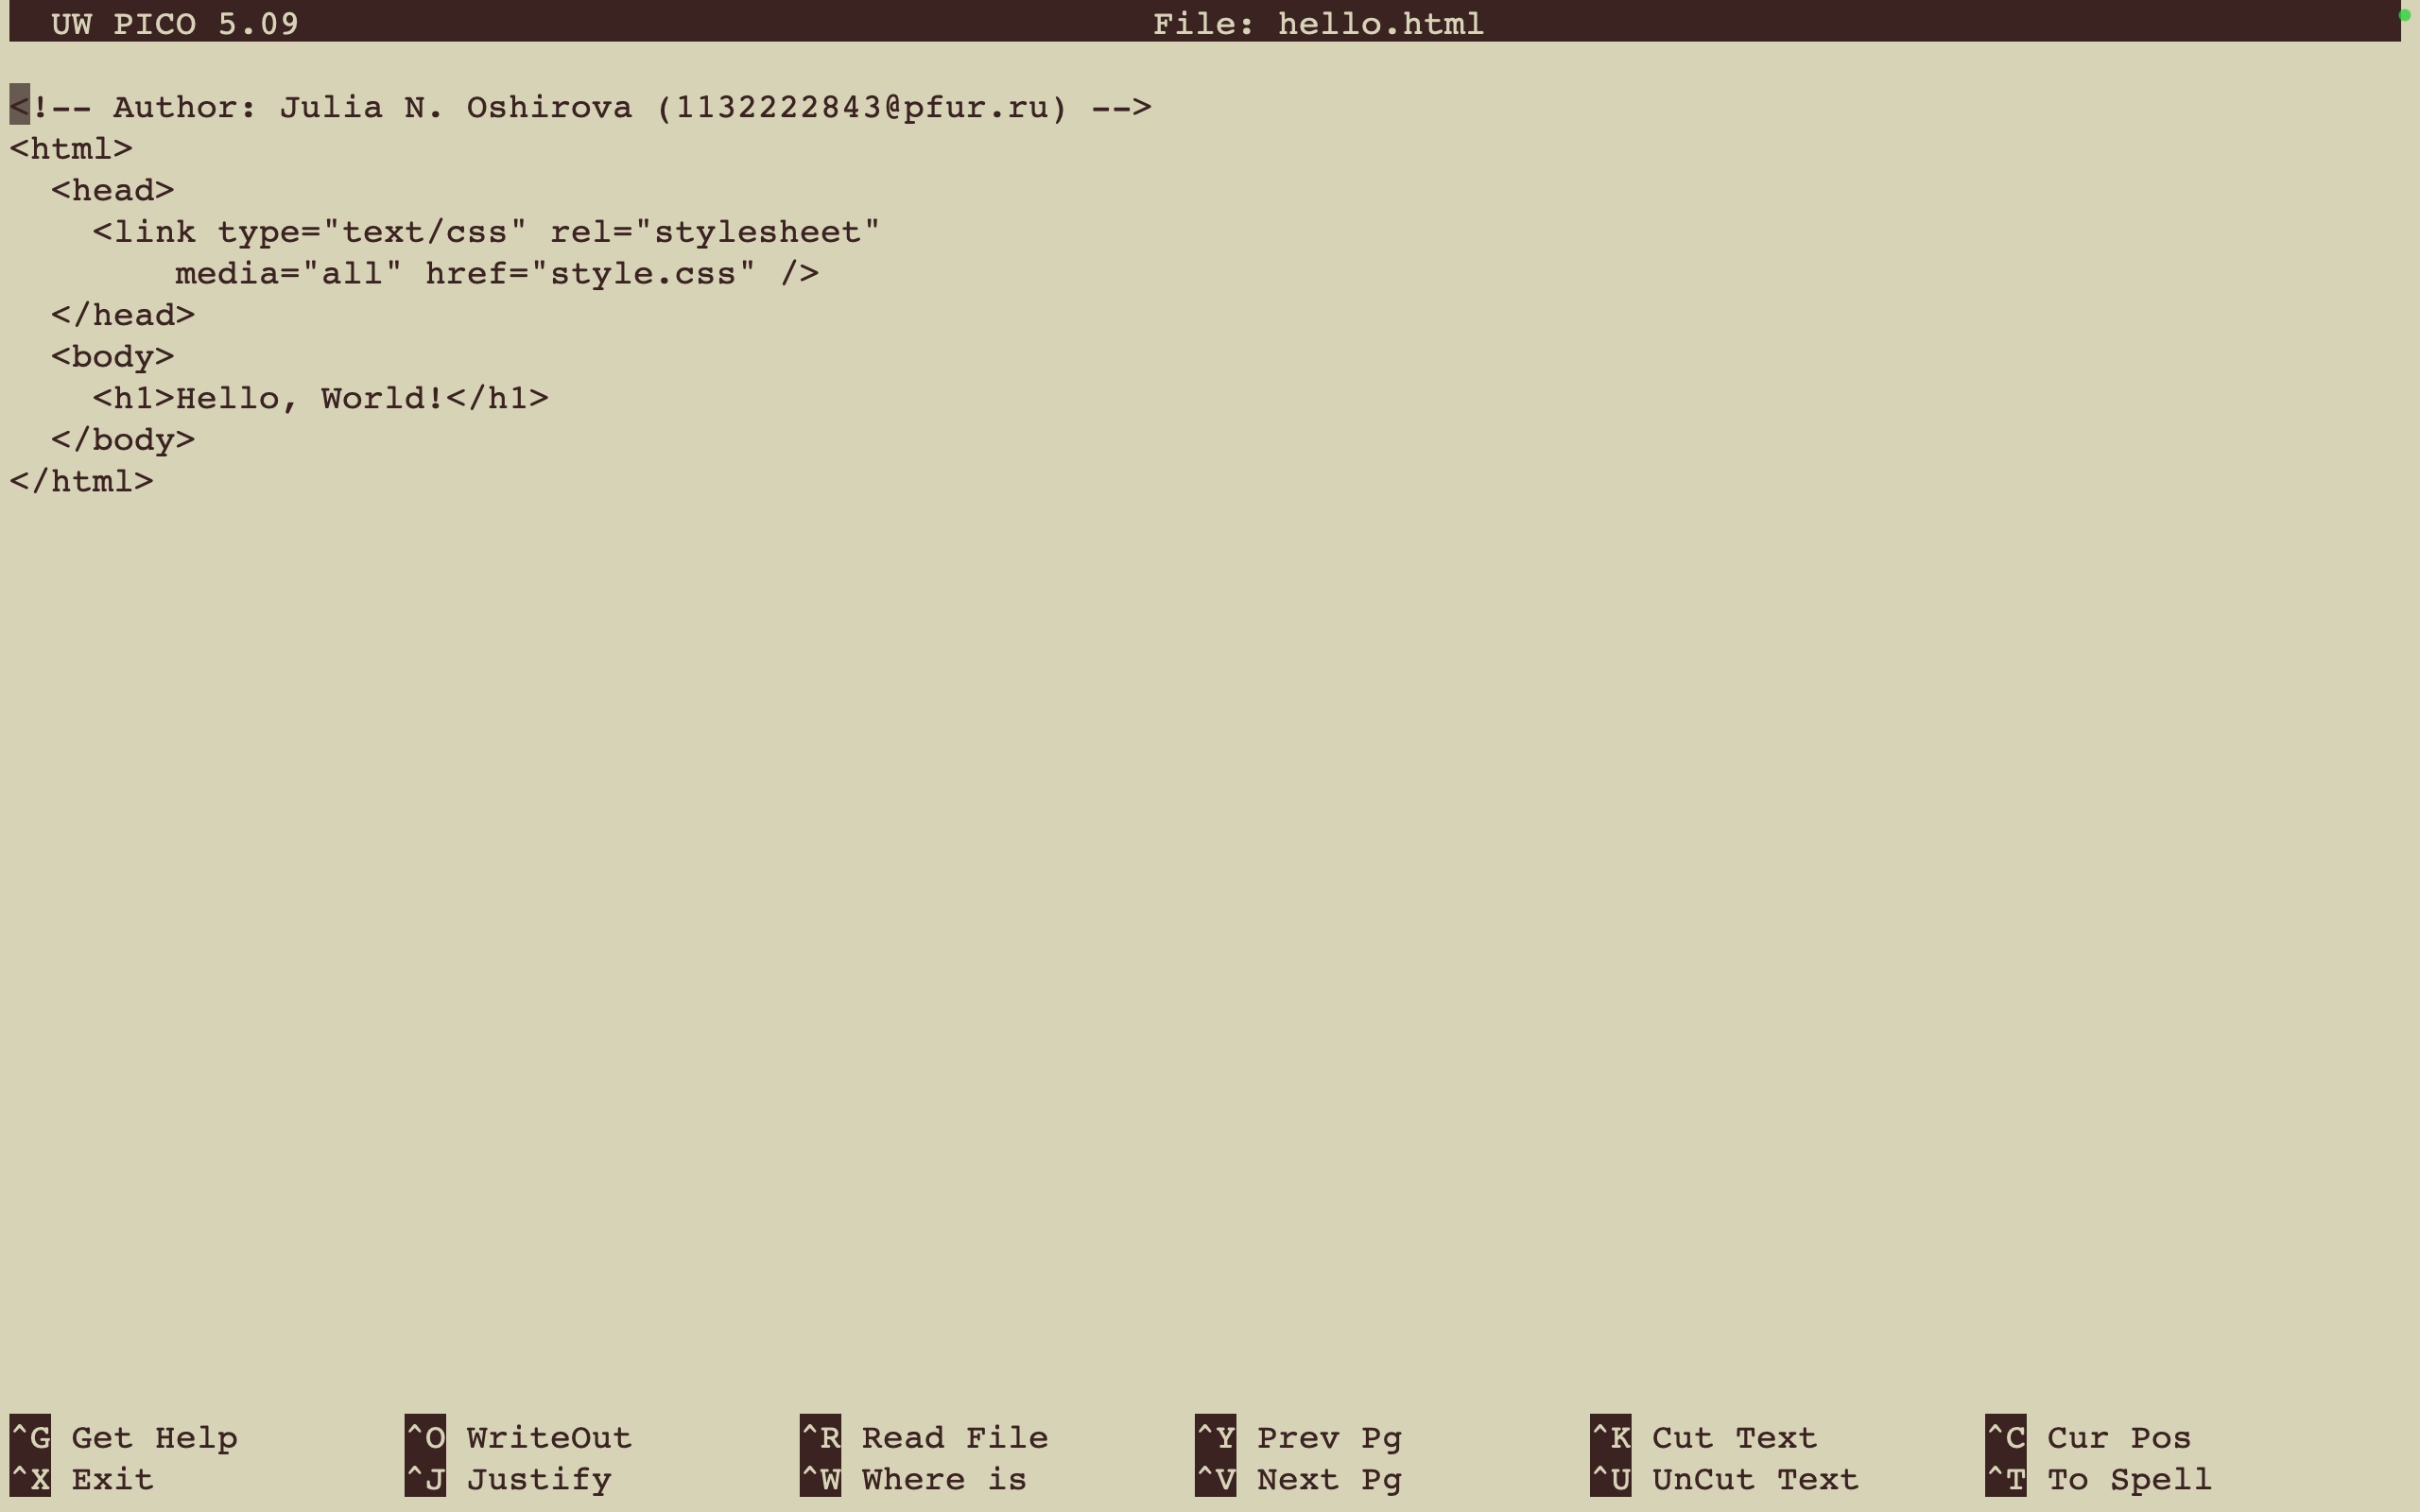 UW PICO 5.09 File: hello.html
<!-- Author: Julia N. Oshirova (1132222843@pfur.ru) -->
<html>
  <head>
    <link type="text/css" rel="stylesheet"
        media="all" href="style.css" />
  </head>
  <body>
    <h1>Hello, World!</h1>
  </body>
</html>
^G Get Help ^O WriteOut ^R Read File ^Y Prev Pg ^K Cut Text ^C Cur Pos
^X Exit ^J Justify ^W Where is ^V Next Pg ^U UnCut Text ^T To Spell